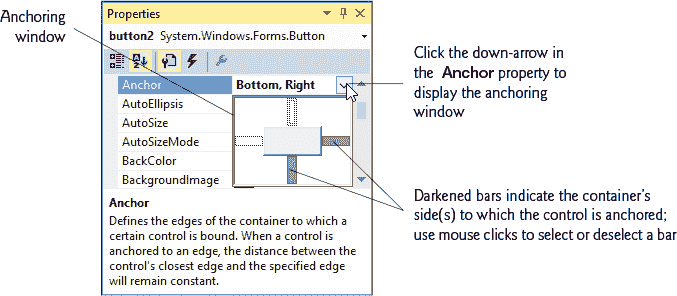 Anchoring
window
Properties
button2 System.Windows.Forms.Button
Anchor
Bottom, Right
AutoEllipsis
AutoSize
AutoSizeMode
BackColor
BackgroundImage
Anchor
Defines the edges of the container to which a
certain control is bound. When a control is
anchored to an edge, the distance between the
control's closest edge and the specified edge
will remain constant.
Click the down-arrow in
the Anchor property to
display the anchoring
window
Darkened bars indicate the container's
side(s) to which the control is anchored;
use mouse clicks to select or deselect a bar